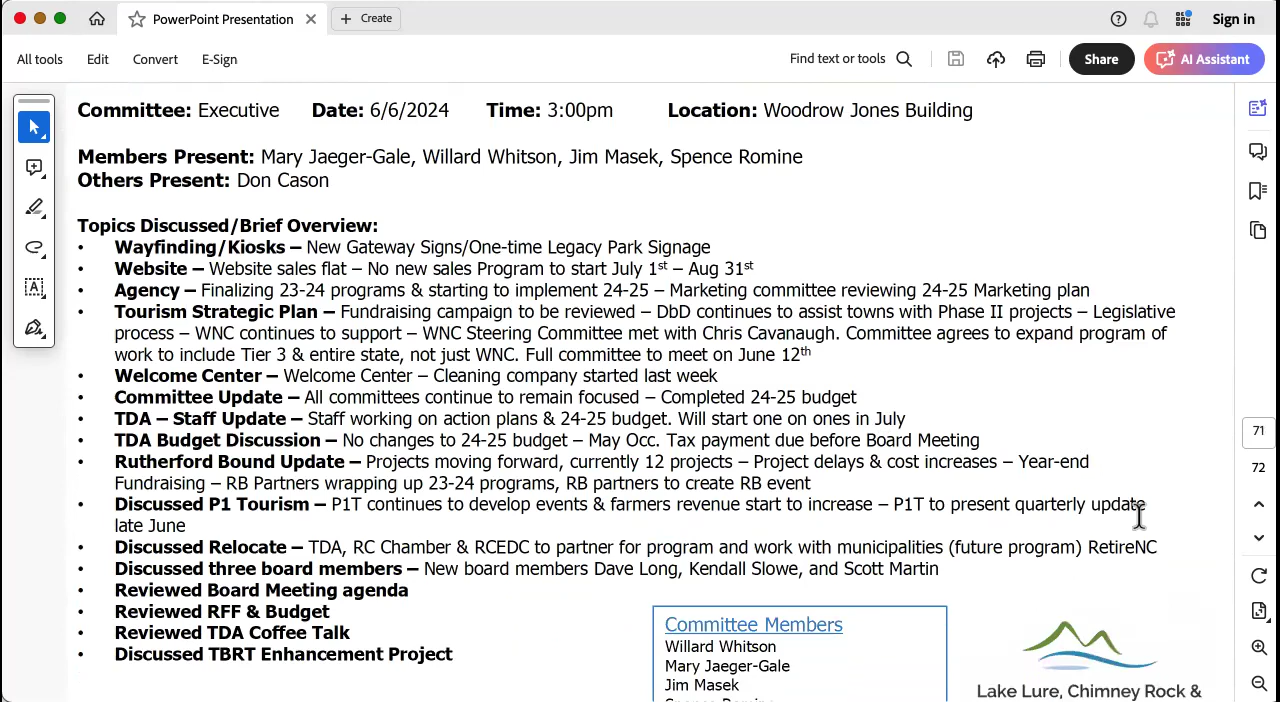 PowerPoint Presentation
Create
Sign in
All tools
Edit
Convert
E-Sign
Find text or tools
Share
AI Assistant
Committee: Executive Date: 6/6/2024 Time: 3:00pm Location: Woodrow Jones Building
Members Present: Mary Jaeger-Gale, Willard Whitson, Jim Masek, Spence Romine
Others Present: Don Cason
Topics Discussed/Brief Overview:
• Wayfinding/Kiosks – New Gateway Signs/One-time Legacy Park Signage
• Website – Website sales flat – No new sales Program to start July 1st – Aug 31st
• Agency – Finalizing 23-24 programs & starting to implement 24-25 – Marketing committee reviewing 24-25 Marketing plan
• Tourism Strategic Plan – Fundraising campaign to be reviewed – DbD continues to assist towns with Phase II projects – Legislative
process – WNC continues to support – WNC Steering Committee met with Chris Cavanaugh. Committee agrees to expand program of
work to include Tier 3 & entire state, not just WNC. Full committee to meet on June 12th
• Welcome Center – Welcome Center – Cleaning company started last week
• Committee Update – All committees continue to remain focused – Completed 24-25 budget
• TDA – Staff Update – Staff working on action plans & 24-25 budget. Will start one on ones in July
• TDA Budget Discussion – No changes to 24-25 budget – May Occ. Tax payment due before Board Meeting
• Rutherford Bound Update – Projects moving forward, currently 12 projects – Project delays & cost increases – Year-end
Fundraising – RB Partners wrapping up 23-24 programs, RB partners to create RB event
• Discussed P1 Tourism – P1T continues to develop events & farmers revenue start to increase – P1T to present quarterly update
late June
• Discussed Relocate – TDA, RC Chamber & RCEDC to partner for program and work with municipalities (future program) RetireNC
• Discussed three board members – New board members Dave Long, Kendall Slowe, and Scott Martin
• Reviewed Board Meeting agenda
• Reviewed RFF & Budget
• Reviewed TDA Coffee Talk
• Discussed TBRT Enhancement Project
Committee Members
Willard Whitson
Mary Jaeger-Gale
Jim Masek
Lake Lure, Chimney Rock &
71
72